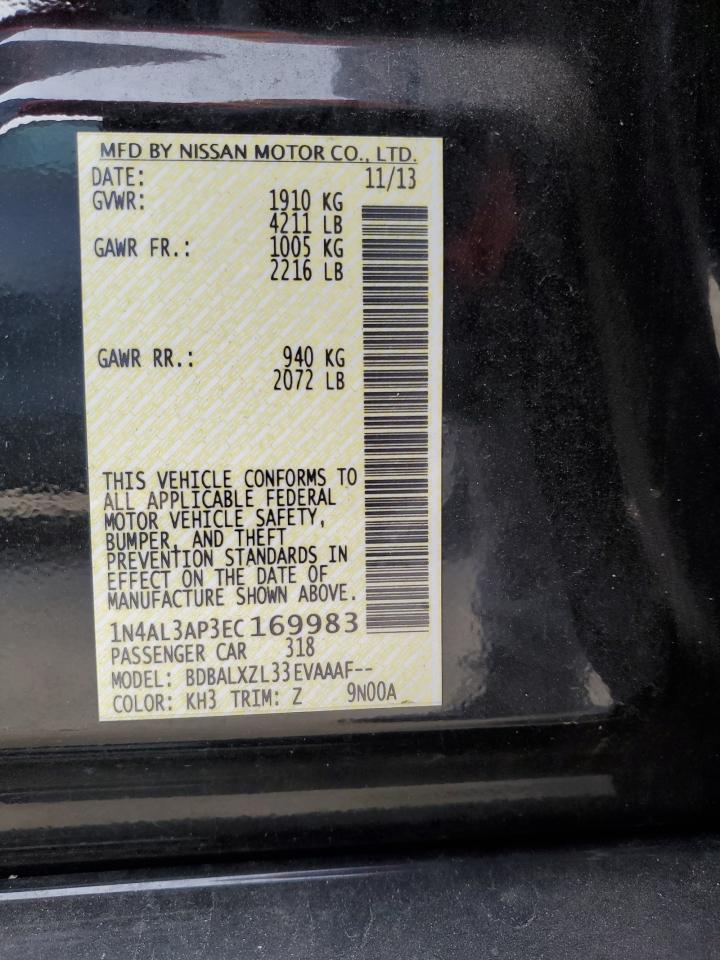 MFD BY NISSAN MOTOR CO., LTD.
DATE: 11/13
GVWR: 1910 KG
4211 LB
GAWR FR.: 1005 KG
2216 LB
GAWR RR.: 940 KG
2072 LB
THIS VEHICLE CONFORMS TO
ALL APPLICABLE FEDERAL
MOTOR VEHICLE SAFETY,
BUMPER, AND THEFT
PREVENTION STANDARDS IN
EFFECT ON THE DATE OF
MANUFACTURE SHOWN ABOVE.
1N4AL3AP3EC169983
PASSENGER CAR 318
MODEL: BDBALXZL33EVAAAF--
COLOR: KH3 TRIM: Z 9N00A